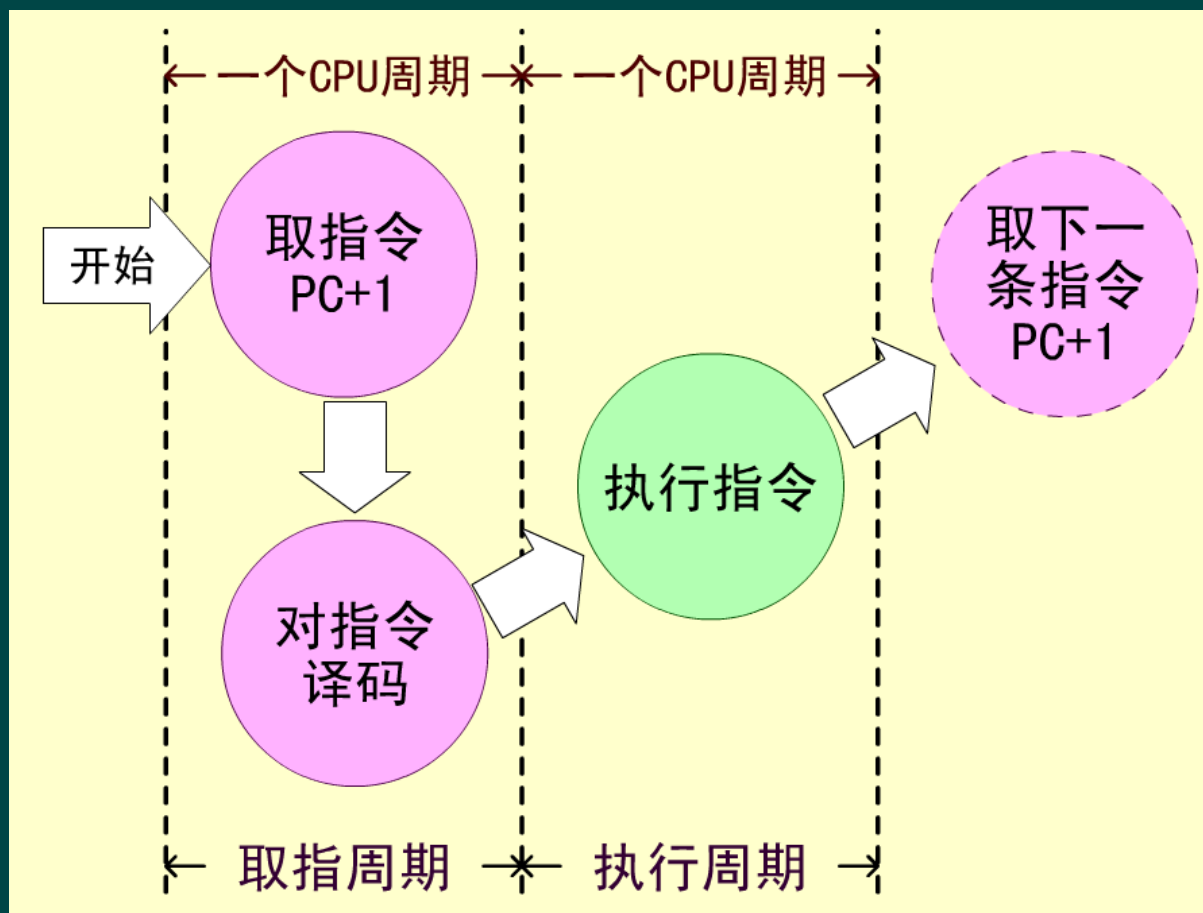 一个CPU周期
一个CPU周期
开始
取指令
PC+1
取下一
条指令
PC+1
执行指令
对指令
译码
取指周期
执行周期